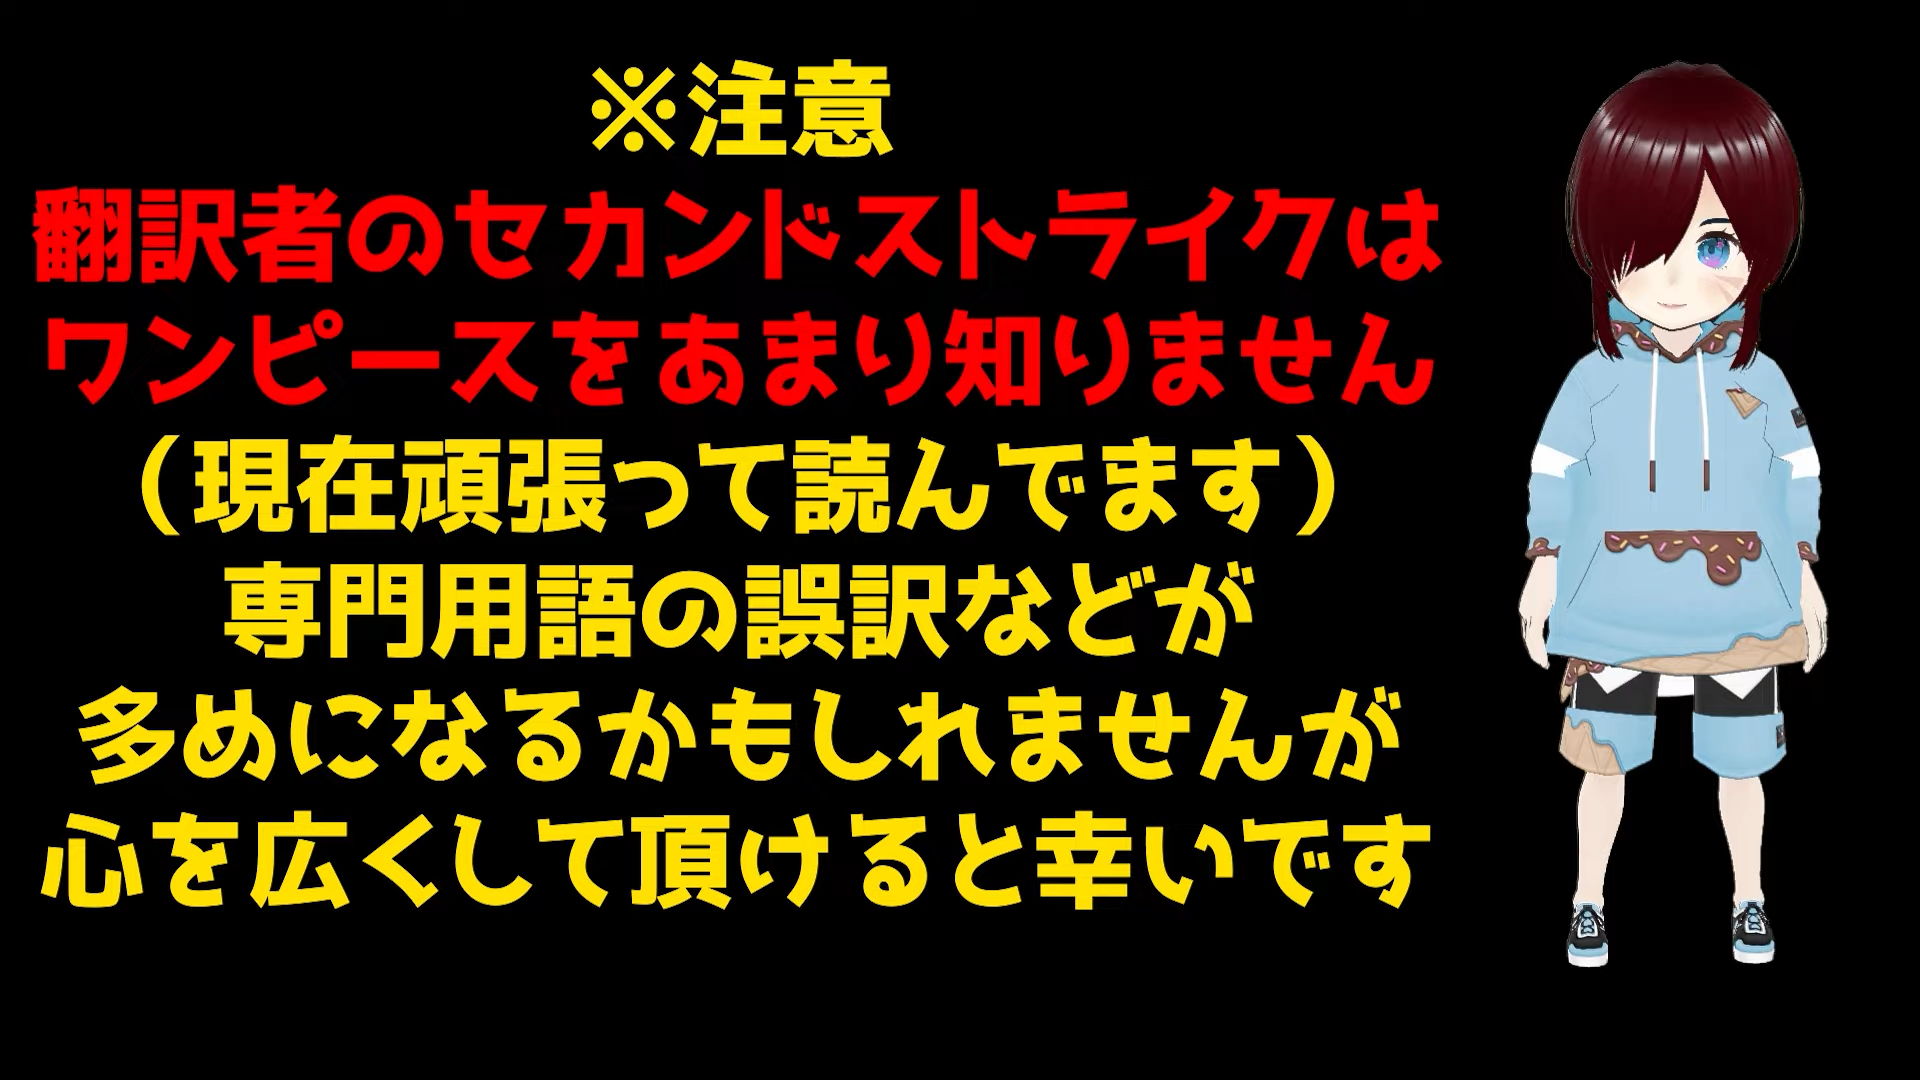 ※注意
翻訳者のセカンドストライクは
ワンピースをあまり知りません
（現在頑張って読んでます）
専門用語の誤訳などが
多めになるかもしれませんが
心を広くして頂けると幸いです